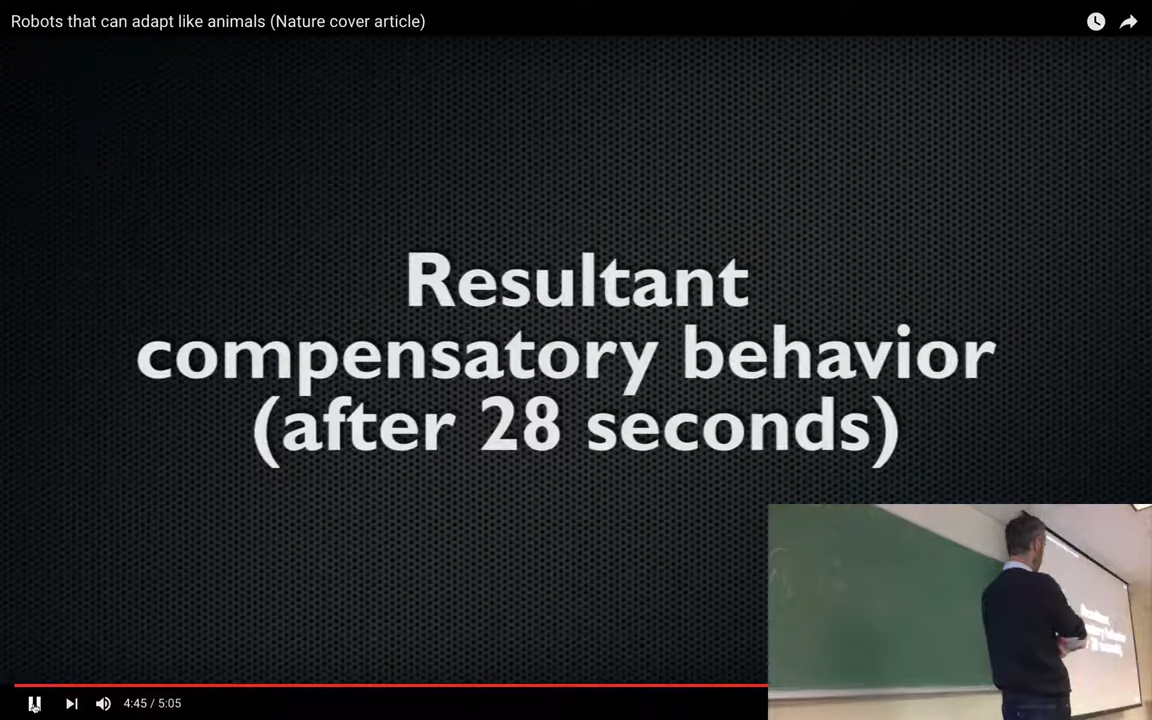 Robots that can adapt like animals (Nature cover article)
Resultant
compensatory behavior
(after 28 seconds)
4:45 / 5:05
Resultant